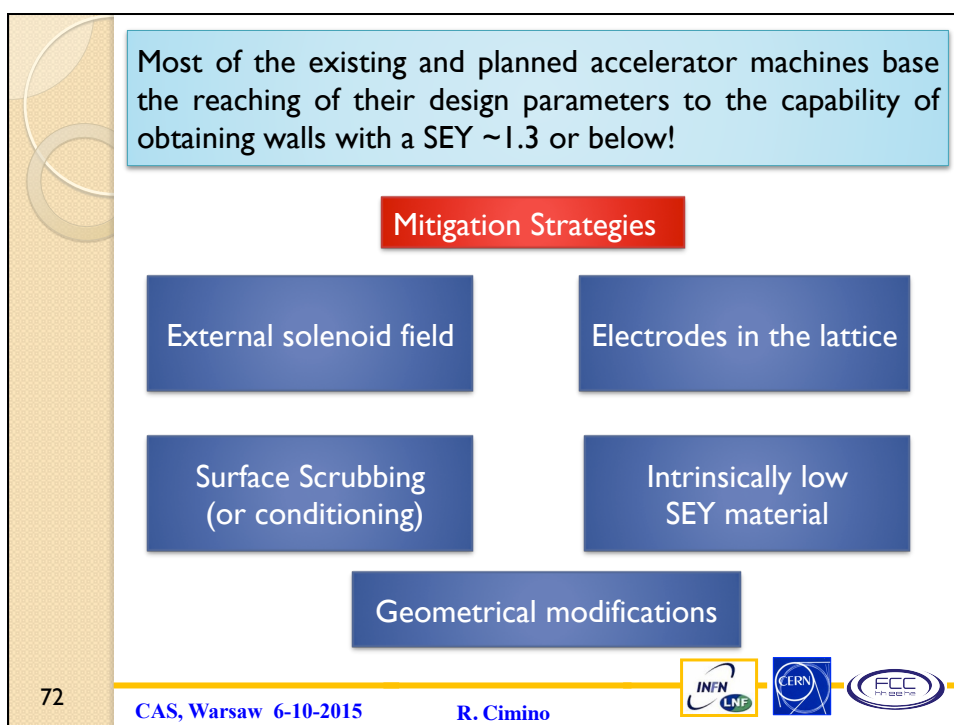 Most of the existing and planned accelerator machines base
the reaching of their design parameters to the capability of
obtaining walls with a SEY ~1.3 or below!
Mitigation Strategies
External solenoid field
Electrodes in the lattice
Surface Scrubbing
(or conditioning)
Intrinsically low
SEY material
Geometrical modifications
72
CAS, Warsaw 6-10-2015
R. Cimino
INFN
LNF
CERN
FCC
hh ee he